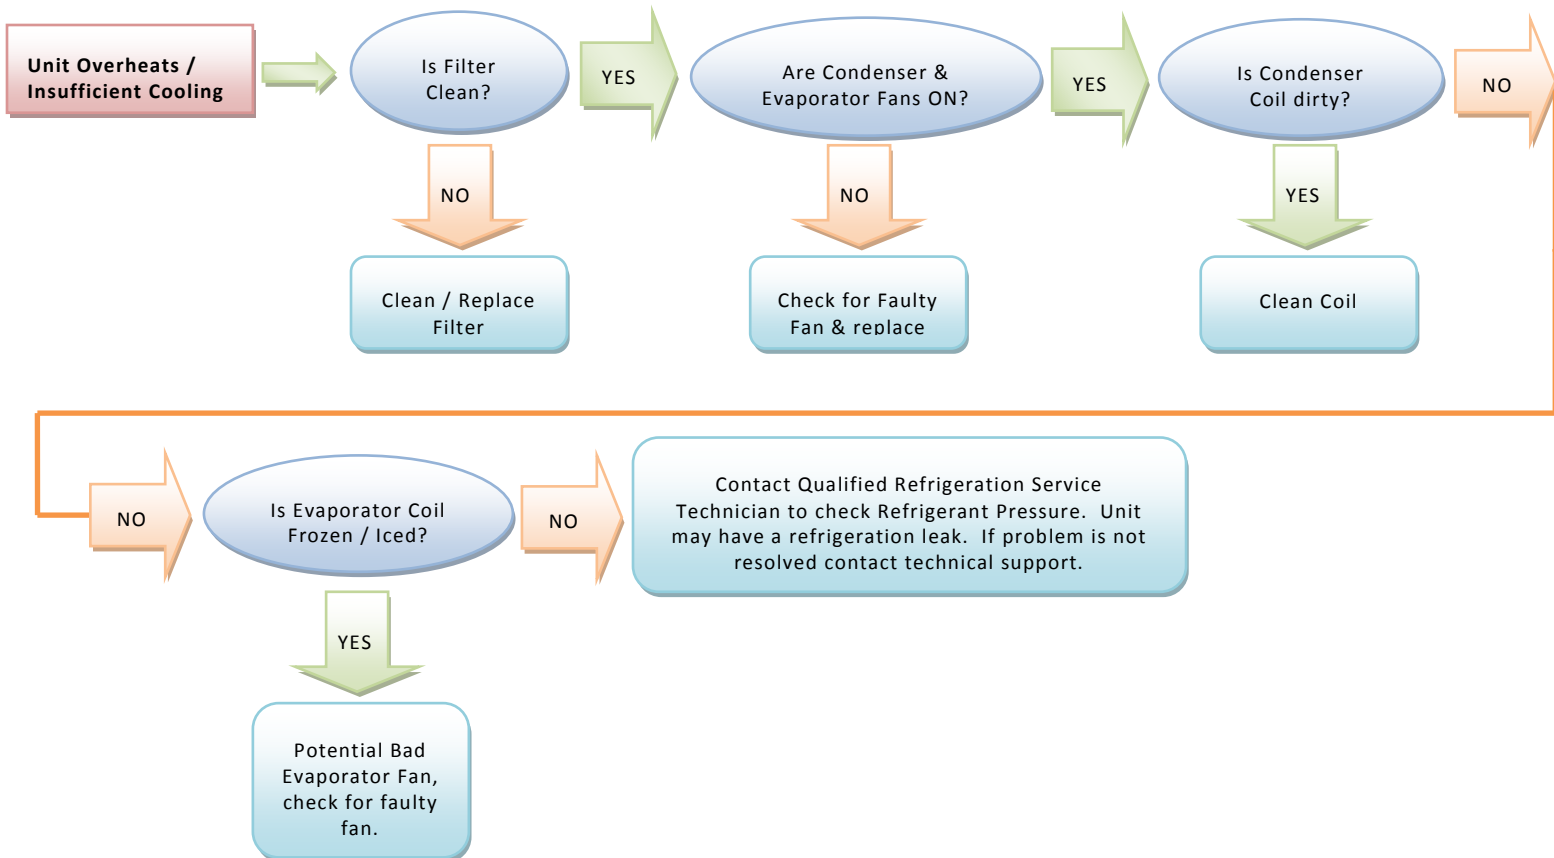 Unit Overheats /
Insufficient Cooling
Is Filter
Clean?
YES
Are Condenser &
Evaporator Fans ON?
YES
Is Condenser
Coil dirty?
NO
NO
NO
YES
Clean / Replace
Filter
Check for Faulty
Fan & replace
Clean Coil
NO
Is Evaporator Coil
Frozen / Iced?
NO
Contact Qualified Refrigeration Service
Technician to check Refrigerant Pressure.  Unit
may have a refrigeration leak.  If problem is not
resolved contact technical support.
YES
Potential Bad
Evaporator Fan,
check for faulty
fan.